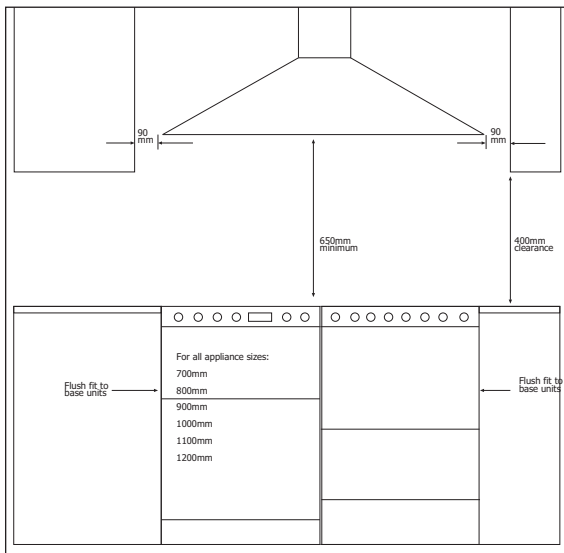 90
mm
90
mm
650mm
minimum
400mm
clearance
For all appliance sizes:
700mm
800mm
900mm
1000mm
1100mm
1200mm
Flush fit to
base units
Flush fit to
base units